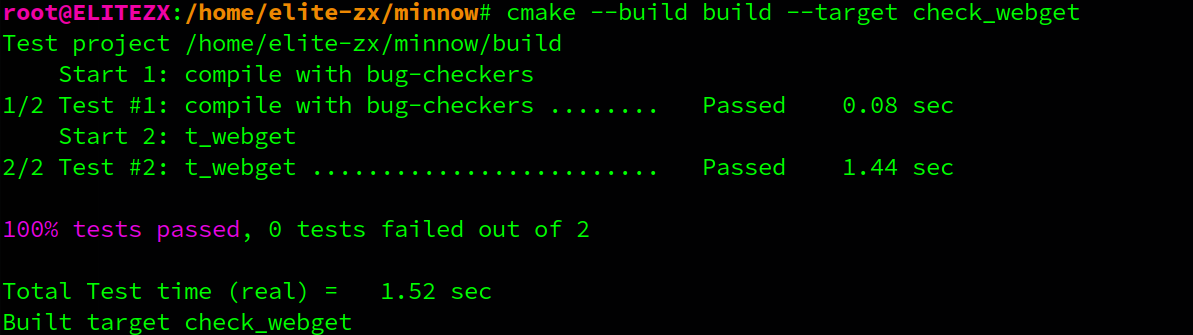 root@ELITEZX:/home/elite-zx/minnow# cmake --build build --target check_webget
Test project /home/elite-zx/minnow/build
    Start 1: compile with bug-checkers
1/2 Test #1: compile with bug-checkers ........   Passed    0.08 sec
    Start 2: t_webget
2/2 Test #2: t_webget .........................   Passed    1.44 sec
100% tests passed, 0 tests failed out of 2
Total Test time (real) =   1.52 sec
Built target check_webget